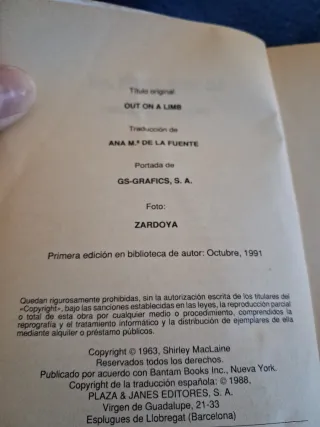 Título original:
OUT ON A LIMB
Traducción de
ANA M.ª DE LA FUENTE
Portada de
GS-GRAFICS, S. A.
Foto:
ZARDOYA
Primera edición en biblioteca de autor: Octubre, 1991
Quedan rigurosamente prohibidas, sin la autorización escrita de los titulares del
«Copyright», bajo las sanciones establecidas en las leyes, la reproducción parcial
o total de esta obra por cualquier medio o procedimiento, comprendidos la
reprografía y el tratamiento informático y la distribución de ejemplares de ella
mediante alquiler o préstamo públicos.
Copyright © 1963, Shirley MacLaine
Reservados todos los derechos.
Publicado por acuerdo con Bantam Books Inc., Nueva York.
Copyright de la traducción española: © 1988,
PLAZA & JANES EDITORES, S. A.
Virgen de Guadalupe, 21-33
Esplugues de Llobregat (Barcelona)